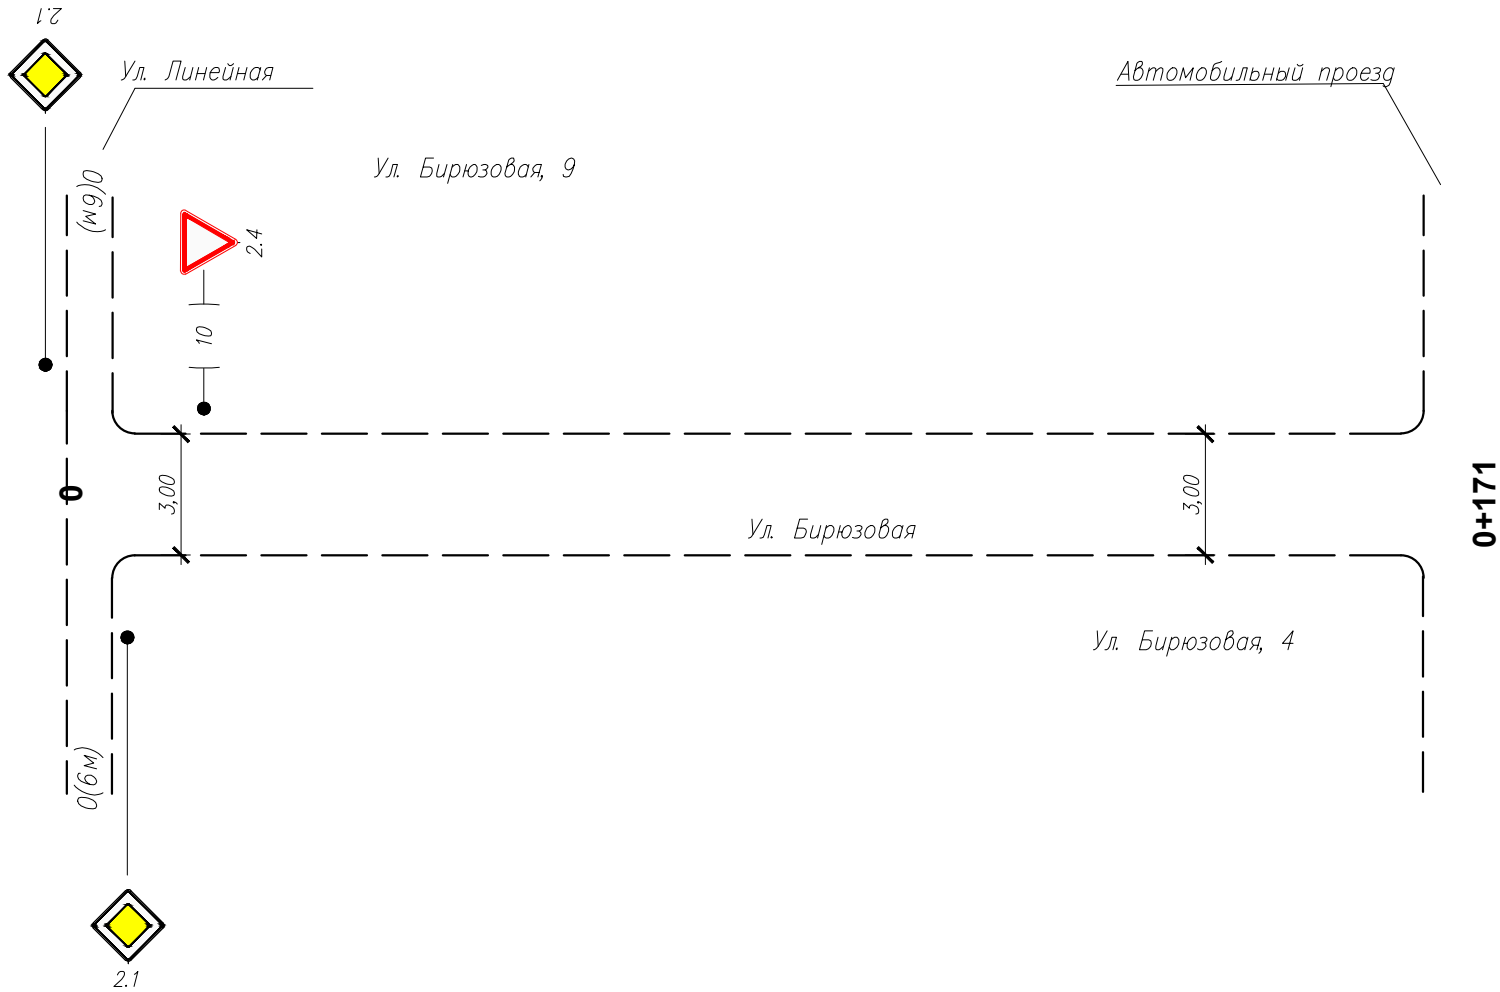 2.1
Ул. Линейная
Автомобильный проезд
Ул. Бирюзовая, 9
0(6м)
2.4
10
0
3,00
3,00
0+171
Ул. Бирюзовая
Ул. Бирюзовая, 4
0(6м)
2.1